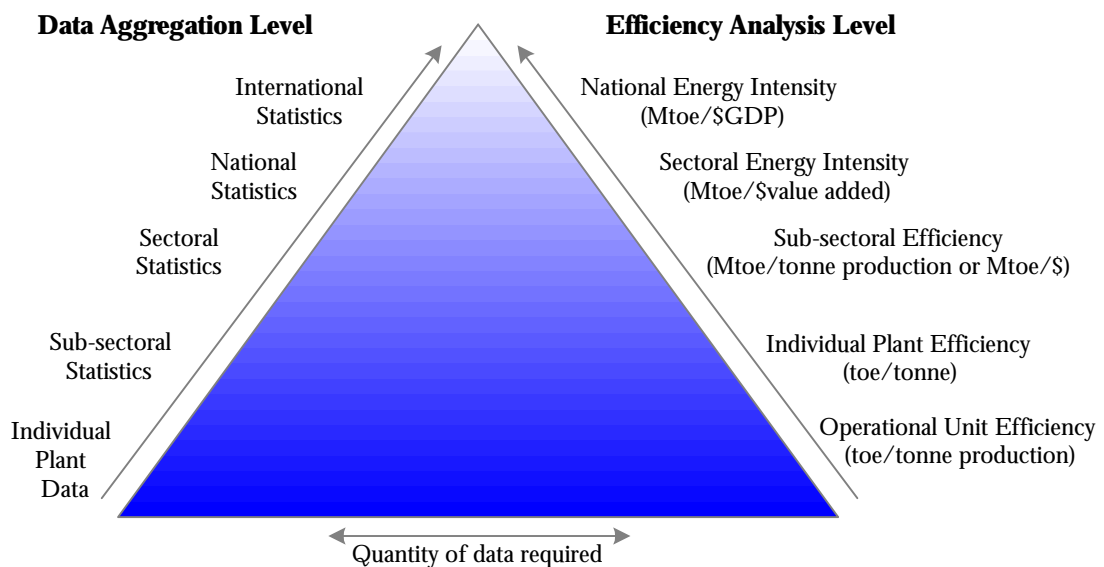 Data Aggregation Level
Efficiency Analysis Level
International
Statistics
National Energy Intensity
(Mtoe/$GDP)
National
Statistics
Sectoral Energy Intensity
(Mtoe/$value added)
Sectoral
Statistics
Sub-sectoral Efficiency
(Mtoe/tonne production or Mtoe/$)
Sub-sectoral
Statistics
Individual Plant Efficiency
(toe/tonne)
Individual
Plant
Data
Operational Unit Efficiency
(toe/tonne production)
Quantity of data required